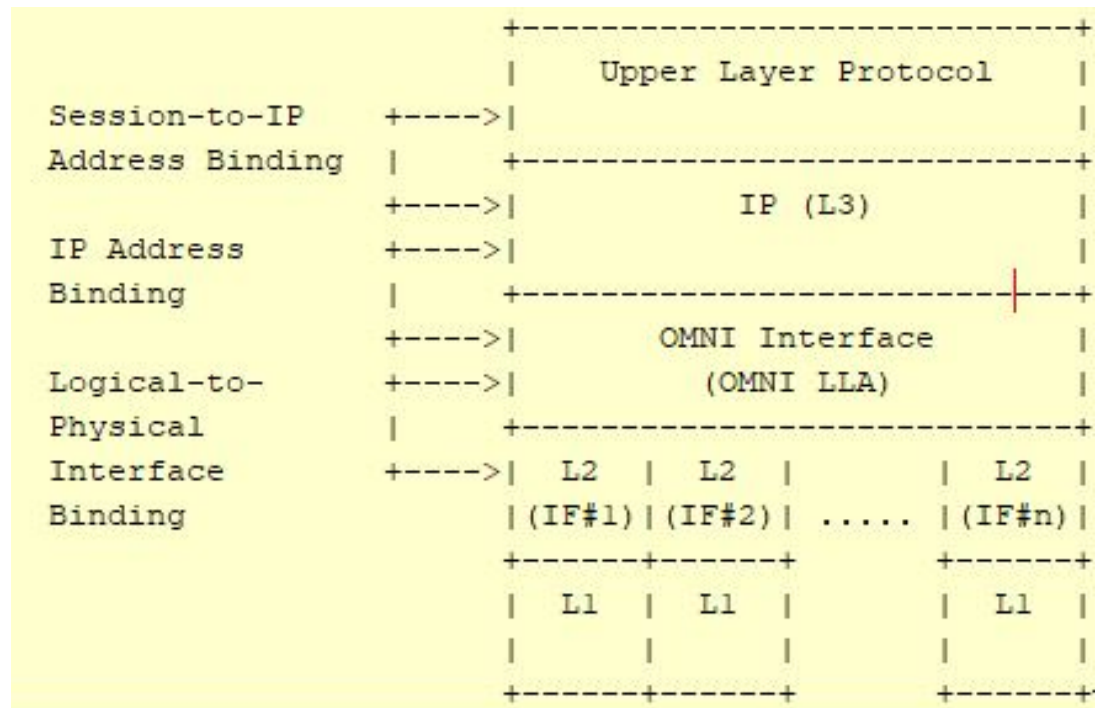 +----------------------------+
                              |    Upper Layer Protocol    |
Session-to-IP    +---->|                            |
Address Binding  |     +----------------------------+
                 +---->|           IP (L3)          |
IP Address       +---->|                            |
Binding          |     +----------------------------+
                 +---->|       OMNI Interface       |
Logical-to-      +---->|         (OMNI LLA)         |
Physical         |     +----------------------------+
Interface        +---->|  L2  |  L2  |       |  L2  |
Binding                |(IF#1)|(IF#2)| ..... |(IF#n)|
                       +------+------+       +------+
                       |  L1  |  L1  |       |  L1  |
                       |      |      |       |      |
                       +------+------+       +------+